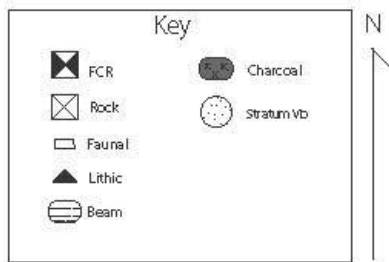 Key
N
FCR
Rock
Faunal
Lithic
Beam
Charcoal
Stratum Vb